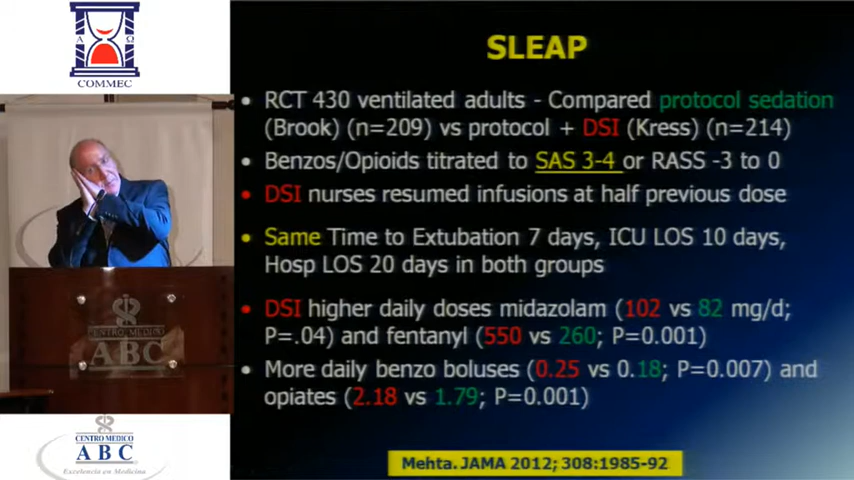 A Ω
COMMEC
CENTRO MEDICO
ABC
CENTRO MEDICO
ABC
Excelencia en Medicina
SLEAP
• RCT 430 ventilated adults - Compared protocol sedation
(Brook) (n=209) vs protocol + DSI (Kress) (n=214)
• Benzos/Opioids titrated to SAS 3-4 or RASS -3 to 0
• DSI nurses resumed infusions at half previous dose
• Same Time to Extubation 7 days, ICU LOS 10 days,
Hosp LOS 20 days in both groups
• DSI higher daily doses midazolam (102 vs 82 mg/d;
P=.04) and fentanyl (550 vs 260; P=0.001)
• More daily benzo boluses (0.25 vs 0.18; P=0.007) and
opiates (2.18 vs 1.79; P=0.001)
Mehta. JAMA 2012; 308:1985-92